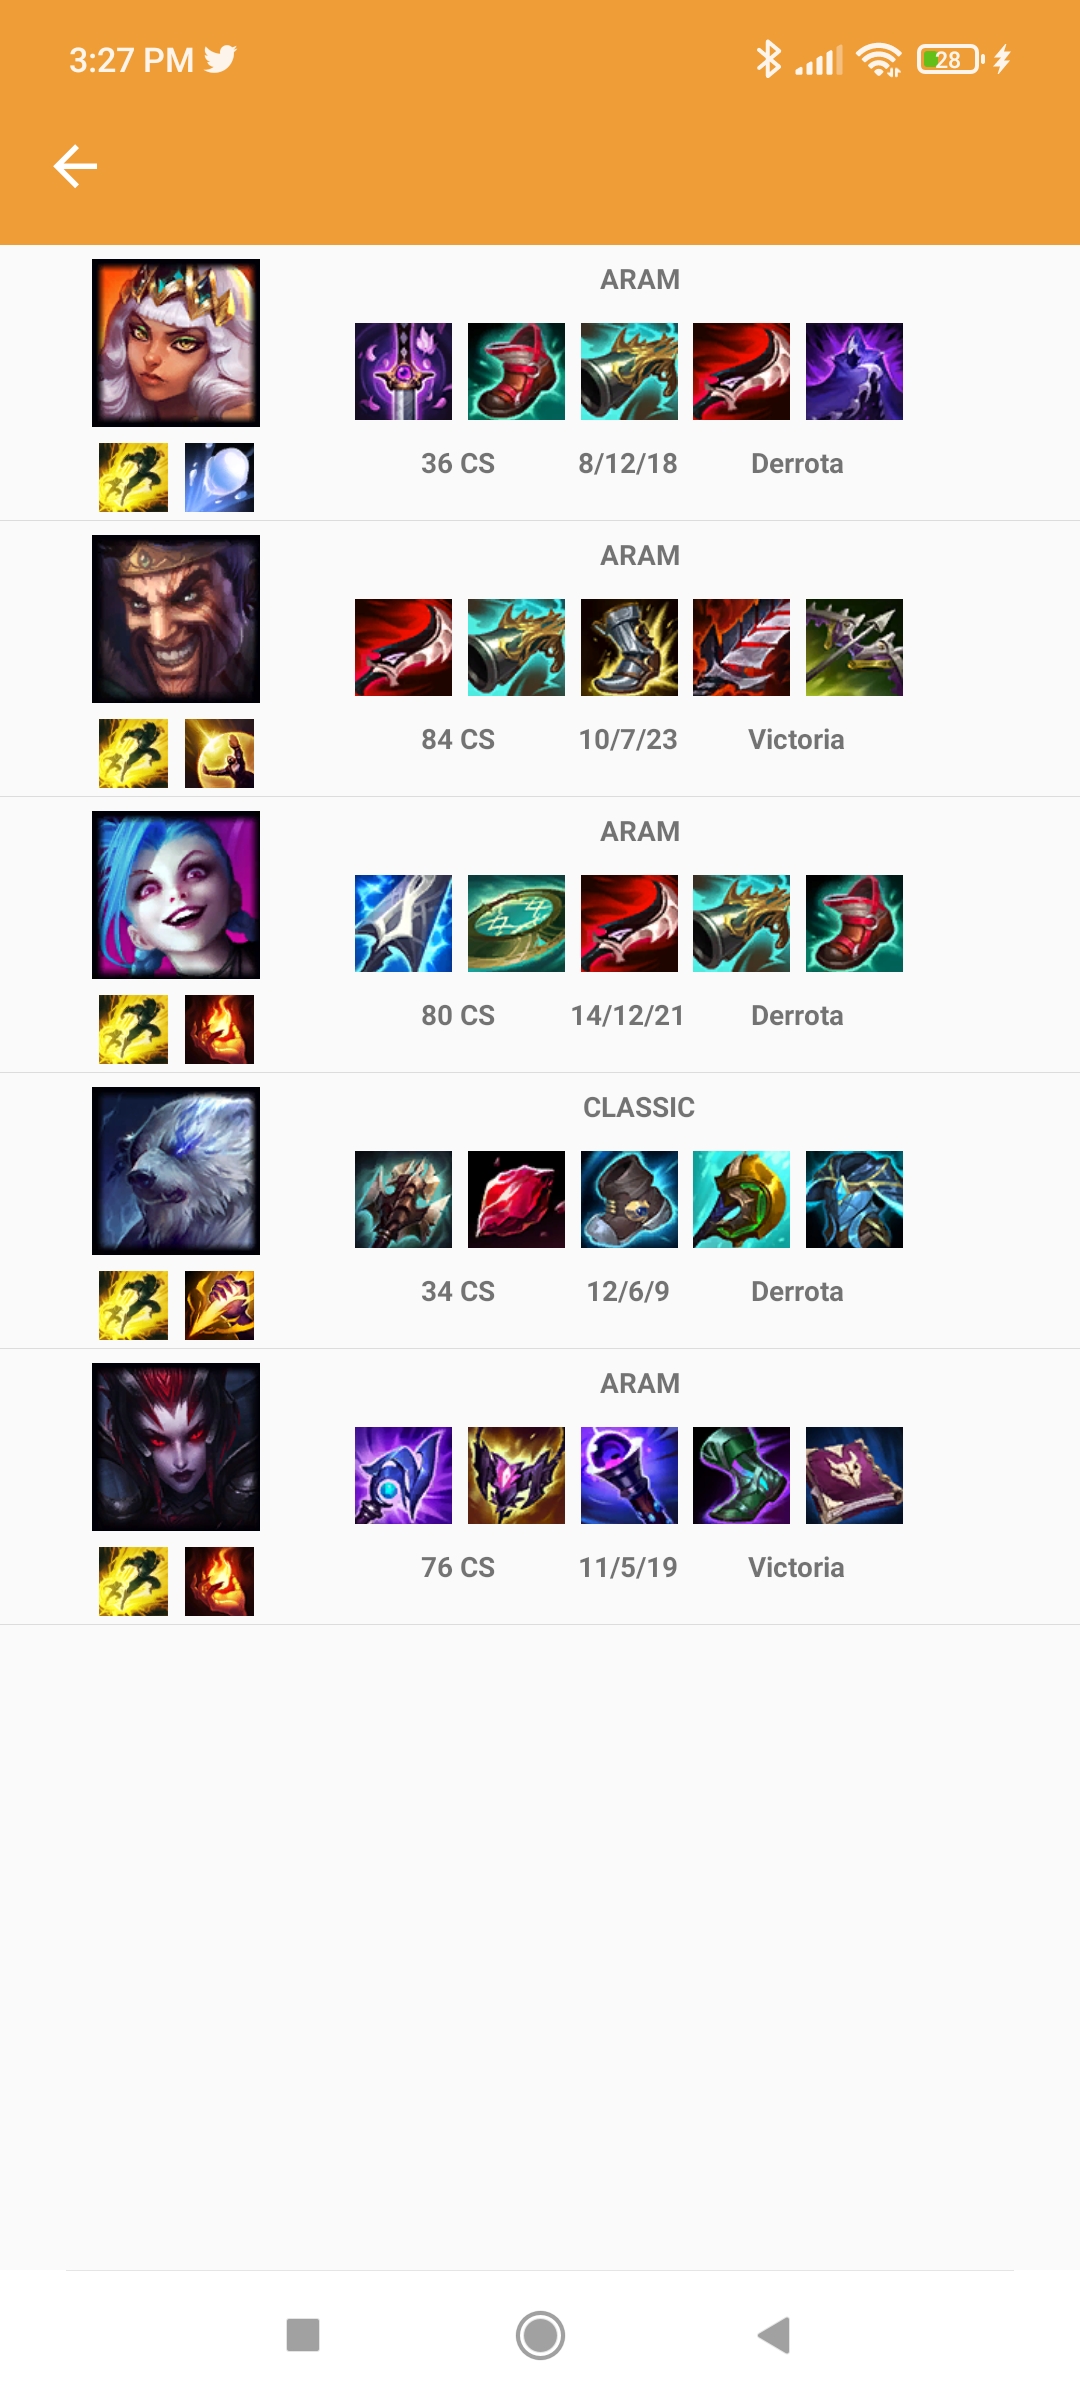 3:27 PM
28
ARAM
36 CS 8/12/18 Derrota
ARAM
84 CS 10/7/23 Victoria
ARAM
80 CS 14/12/21 Derrota
CLASSIC
34 CS 12/6/9 Derrota
ARAM
76 CS 11/5/19 Victoria